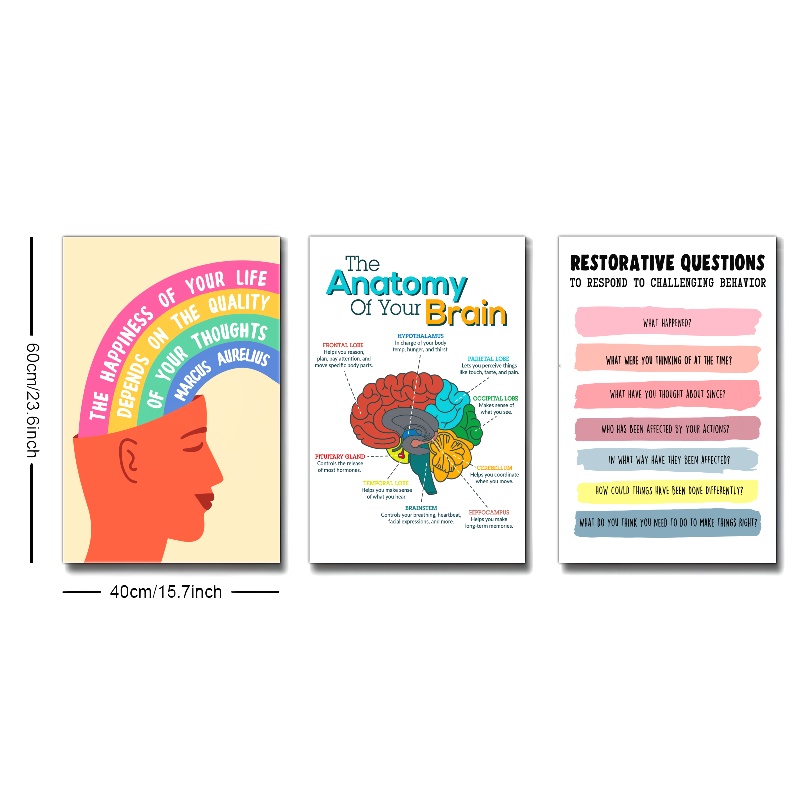 60cm/23.6inch
40cm/15.7inch
THE HAPPINESS OF YOUR LIFE
DEPENDS ON THE QUALITY
OF YOUR THOUGHTS
MARCUS AURELIUS
The
Anatomy
Of Your Brain
HYPOTHALAMUS
In charge of your body
temp, hunger, and thirst.
FRONTAL LOBE
Helps you reason,
plan, pay attention, and
move specific body parts.
PARIETAL LOBE
Lets you perceive things
like touch, taste, and pain.
OCCIPITAL LOBE
Makes sense of
what you see.
PITUITARY GLAND
Controls the release
of most hormones.
CEREBELLUM
Helps you coordinate
when you move.
TEMPORAL LOBE
Helps you make sense
of what you hear.
BRAINSTEM
Controls your breathing, heartbeat,
facial expressions, and more.
HIPPOCAMPUS
Helps you make
long-term memories.
RESTORATIVE QUESTIONS
TO RESPOND TO CHALLENGING BEHAVIOR
WHAT HAPPENED?
WHAT WERE YOU THINKING OF AT THE TIME?
WHAT HAVE YOU THOUGHT ABOUT SINCE?
WHO HAS BEEN AFFECTED BY YOUR ACTIONS?
IN WHAT WAY HAVE THEY BEEN AFFECTED?
HOW COULD THINGS HAVE BEEN DONE DIFFERENTLY?
WHAT DO YOU THINK YOU NEED TO DO TO MAKE THINGS RIGHT?